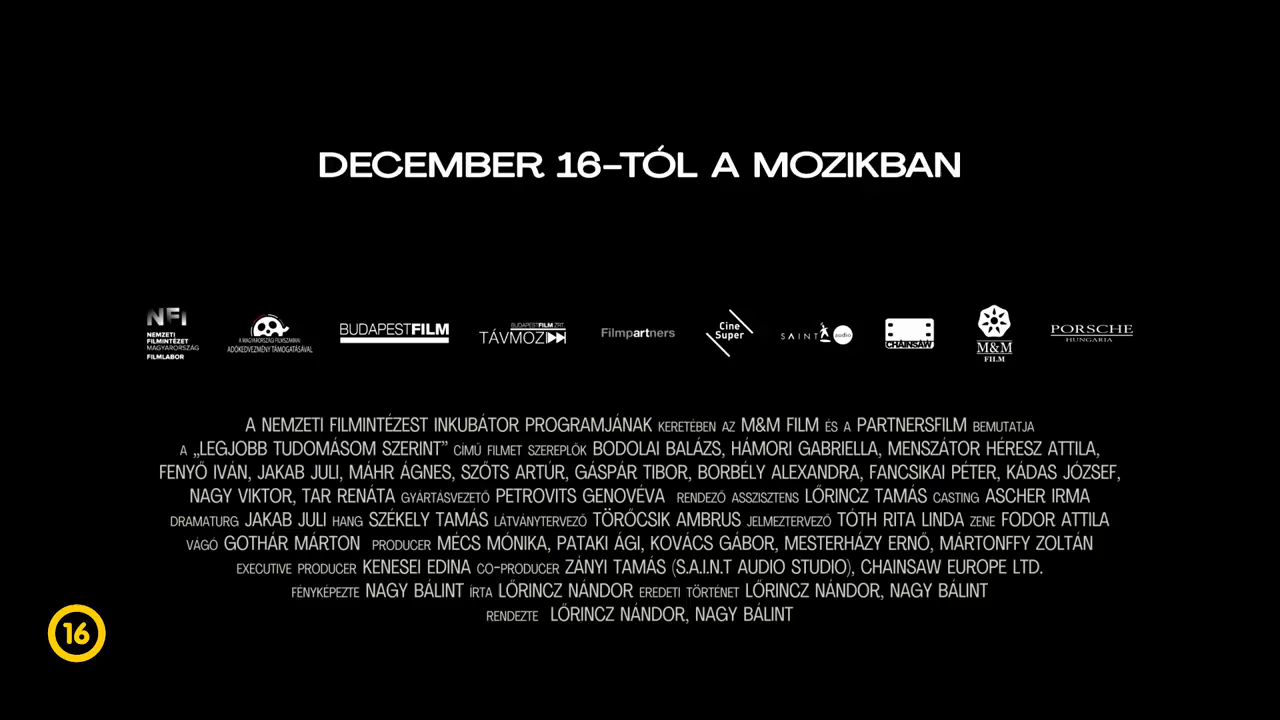 DECEMBER 16-TÓL A MOZIKBAN
NFI
NEMZETI
FILMINTÉZET
MAGYARORSZÁG
FILMLABOR
A MAGYARORSZÁGI FILMSZAKMAI
ADÓKEDVEZMÉNY TÁMOGATÁSÁVAL
BUDAPESTFILM
BUDAPESTFILM ZRT.
TÁVMOZI
Filmpartners
Cine
Super
SAINT audio
CHAINSAW
M&M
FILM
PORSCHE
HUNGARIA
A NEMZETI FILMINTÉZEST INKUBÁTOR PROGRAMJÁNAK KERETÉBEN AZ M&M FILM ÉS A PARTNERSFILM BEMUTATJA
A „LEGJOBB TUDOMÁSOM SZERINT” CÍMŰ FILMET SZEREPLŐK BODOLAI BALÁZS, HÁMORI GABRIELLA, MENSZÁTOR HÉRESZ ATTILA,
FENYŐ IVÁN, JAKAB JULI, MÁHR ÁGNES, SZŐTS ARTÚR, GÁSPÁR TIBOR, BORBÉLY ALEXANDRA, FANCSIKAI PÉTER, KÁDAS JÓZSEF,
NAGY VIKTOR, TAR RENÁTA GYÁRTÁSVEZETŐ PETROVITS GENOVÉVA RENDEZŐ ASSZISZTENS LŐRINCZ TAMÁS CASTING ASCHER IRMA
DRAMATURG JAKAB JULI HANG SZÉKELY TAMÁS LÁTVÁNYTERVEZŐ TÖRŐCSIK AMBRUS JELMEZTERVEZŐ TÓTH RITA LINDA ZENE FODOR ATTILA
VÁGÓ GOTHÁR MÁRTON PRODUCER MÉCS MÓNIKA, PATAKI ÁGI, KOVÁCS GÁBOR, MESTERHÁZY ERNŐ, MÁRTONFFY ZOLTÁN
EXECUTIVE PRODUCER KENESEI EDINA CO-PRODUCER ZÁNYI TAMÁS (S.A.I.N.T AUDIO STUDIO), CHAINSAW EUROPE LTD.
FÉNYKÉPEZTE NAGY BÁLINT ÍRTA LŐRINCZ NÁNDOR EREDETI TÖRTÉNET LŐRINCZ NÁNDOR, NAGY BÁLINT
RENDEZTE LŐRINCZ NÁNDOR, NAGY BÁLINT
16